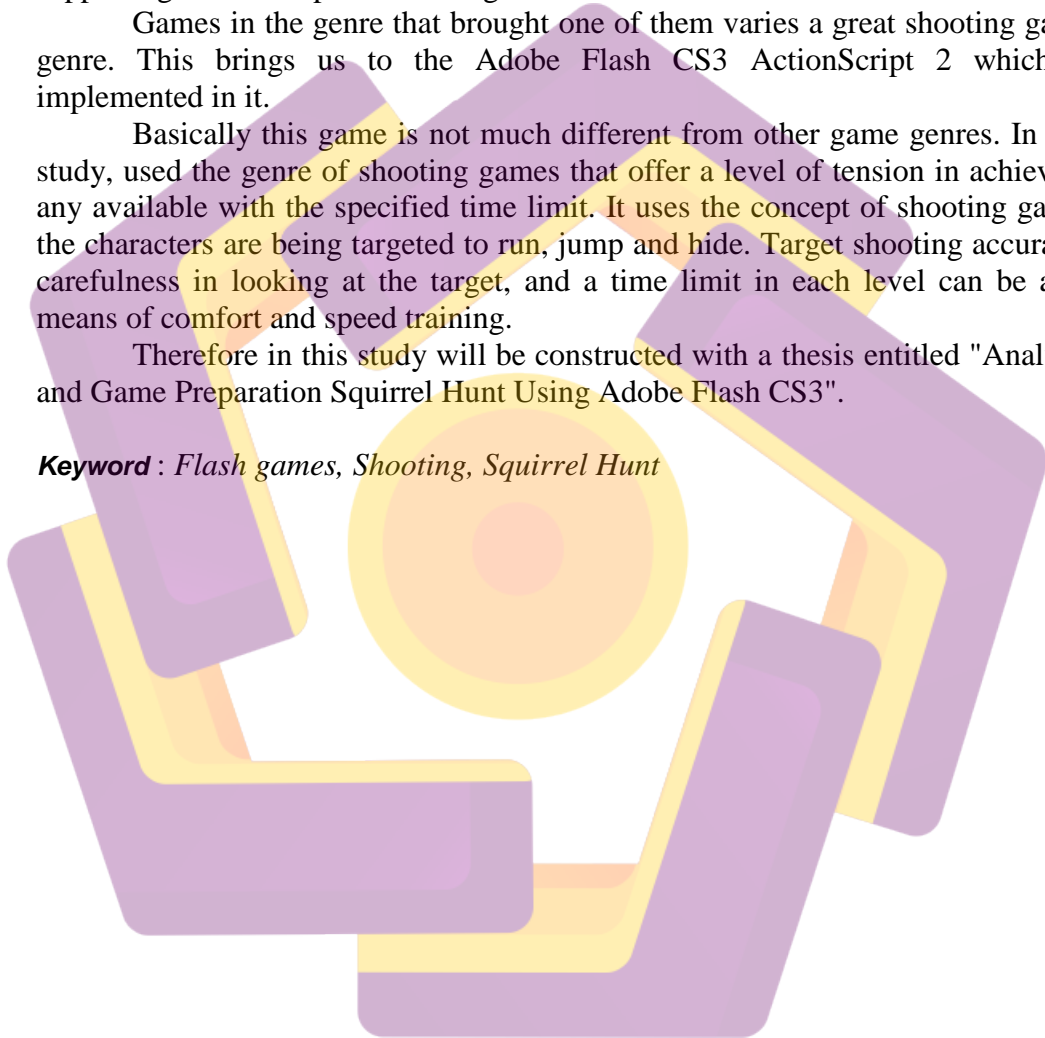 Games in the genre that brought one of them varies a great shooting
genre. This brings us to the Adobe Flash CS3 ActionScript 2 which
implemented in it.
Basically this game is not much different from other game genres. In
study, used the genre of shooting games that offer a level of tension in
any available with the specified time limit. It uses the concept of shooting
the characters are being targeted to run, jump and hide. Target shooting
carefulness in looking at the target, and a time limit in each level can be
means of comfort and speed training.
Therefore in this study will be constructed with a thesis entitled
and Game Preparation Squirrel Hunt Using Adobe Flash CS3".
Keyword : Flash games, Shooting, Squirrel Hunt